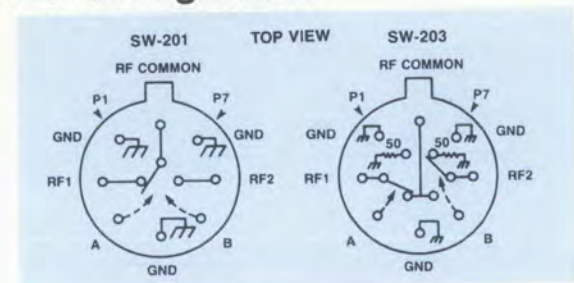 SW-201 TOP VIEW SW-203
RF COMMON RF COMMON
P1 P7 P1 P7
GND GND GND GND
50 50
RF1 RF2 RF1 RF2
A B A B
GND GND